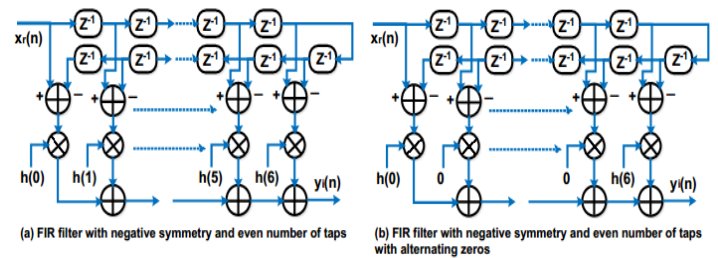 Z-1 Z-1 Z-1 Z-1
xr(n)
Z-1 Z-1 Z-1 Z-1 Z-1
+ − + − + − + −
h(0) h(1) h(5) h(6)
yi(n)
(a) FIR filter with negative symmetry and even number of taps
Z-1 Z-1 Z-1 Z-1
xr(n)
Z-1 Z-1 Z-1 Z-1 Z-1
+ − + − + − + −
h(0) 0 0 h(6)
yi(n)
(b) FIR filter with negative symmetry and even number of taps
with alternating zeros